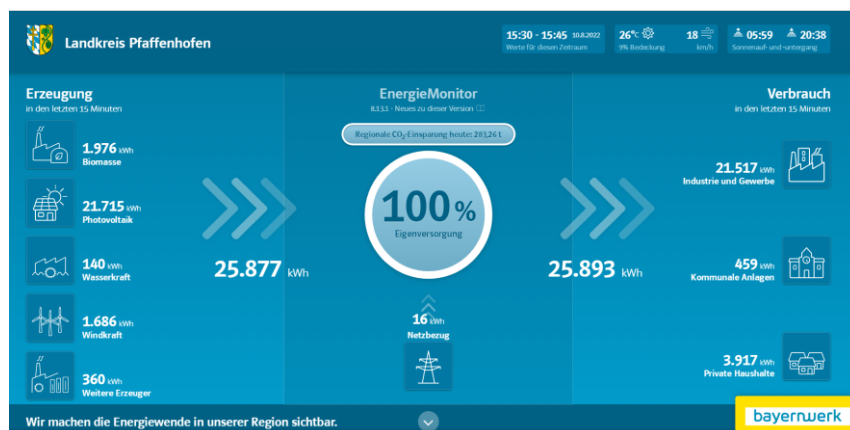 Landkreis Pfaffenhofen
15:30 - 15:45 10.8.2022
Werte für diesen Zeitraum
26°C
9% Bedeckung
18
km/h
05:59 20:38
Sonnenauf- und -untergang
Erzeugung
in den letzten 15 Minuten
EnergieMonitor
8.13.1 - Neues zu dieser Version
Verbrauch
in den letzten 15 Minuten
Regionale CO₂-Einsparung heute: 283,26 t
1.976 kWh
Biomasse
21.715 kWh
Photovoltaik
140 kWh
Wasserkraft
1.686 kWh
Windkraft
360 kWh
Weitere Erzeuger
25.877 kWh
100 %
Eigenversorgung
16 kWh
Netzbezug
25.893 kWh
21.517 kWh
Industrie und Gewerbe
459 kWh
Kommunale Anlagen
3.917 kWh
Private Haushalte
Wir machen die Energiewende in unserer Region sichtbar.
bayernwerk